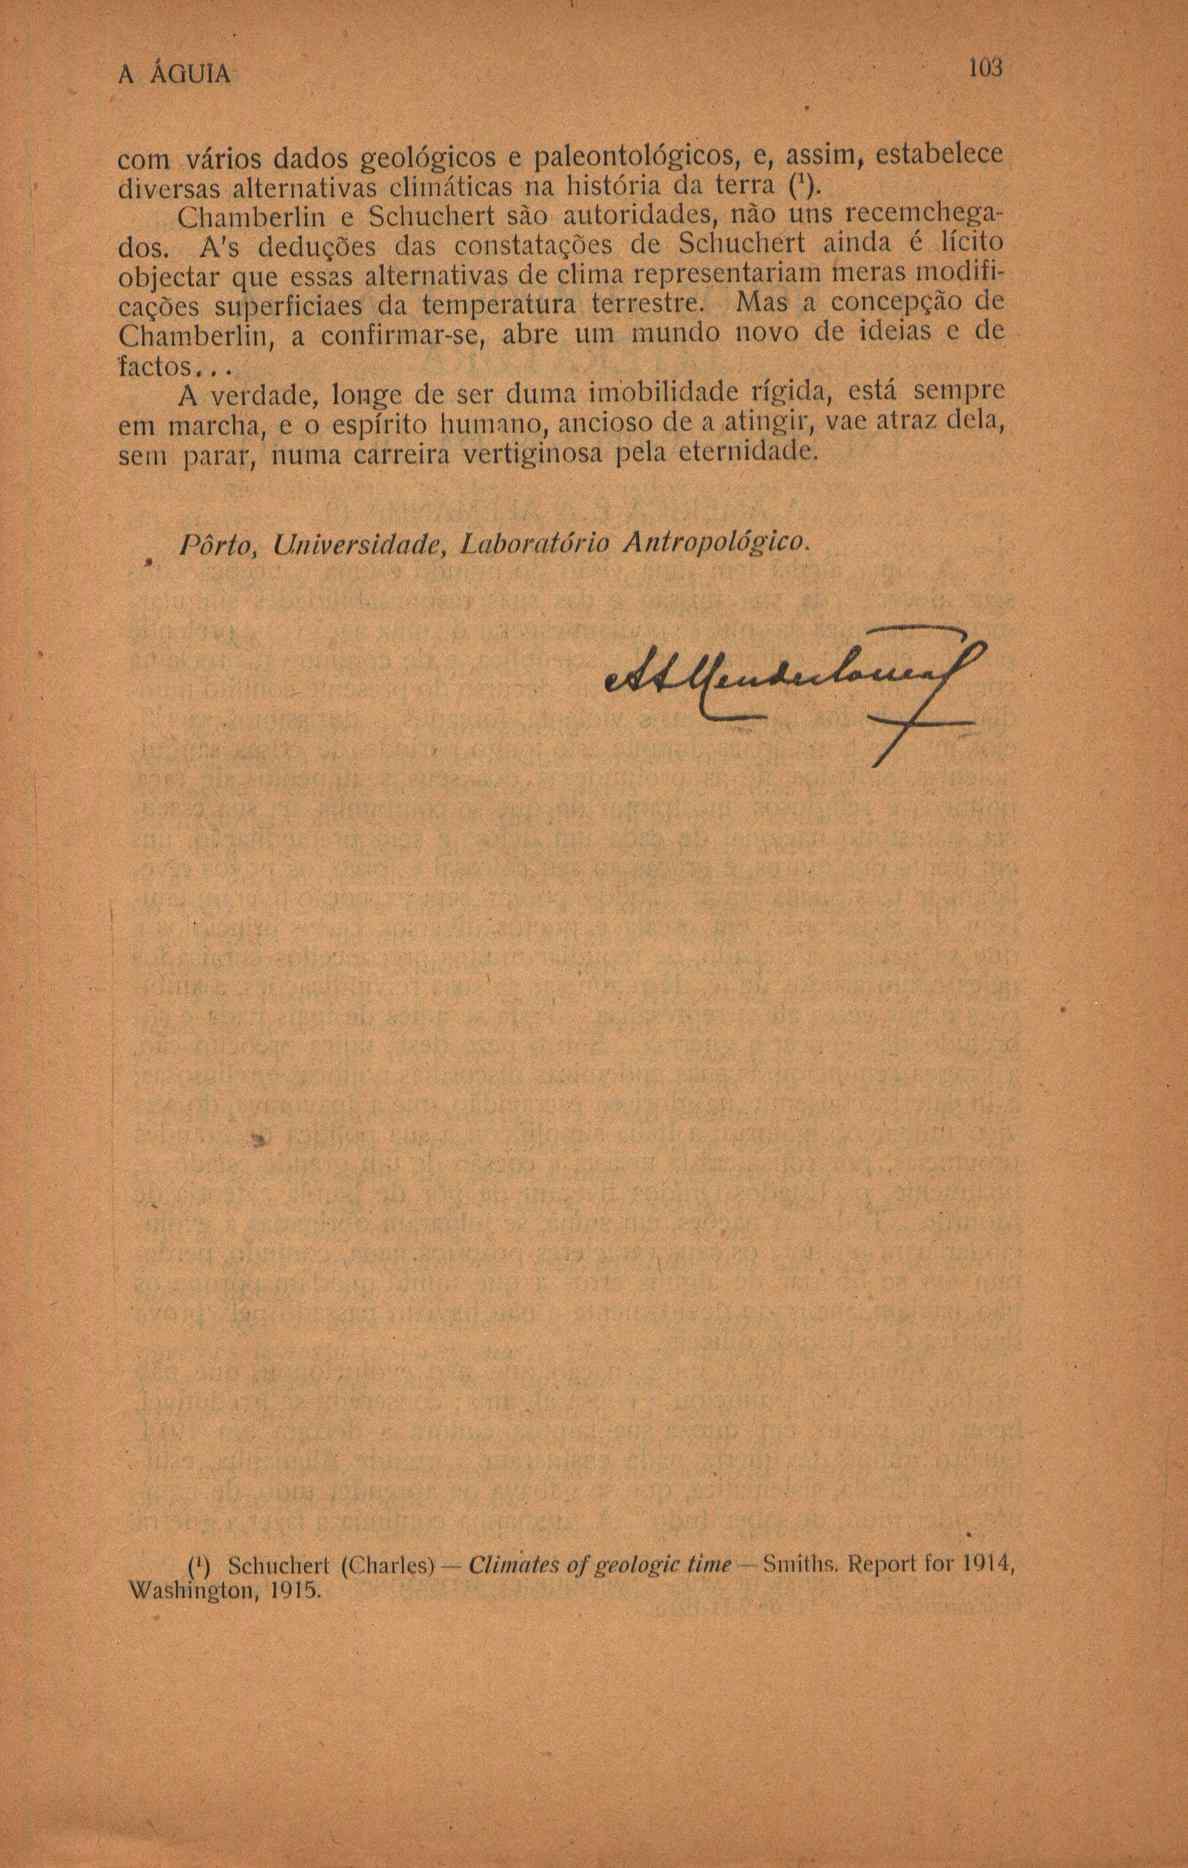 A ÁGUIA
103
com vários dados geológicos e paleontológicos, e, assim, estabelece
diversas alternativas climáticas na história da terra (¹).
Chamberlin e Schuchert são autoridades, não uns recemchega-
dos. A's deduções das constatações de Schuchert ainda é lícito
objectar que essas alternativas de clima representariam meras modifi-
cações superficiaes da temperatura terrestre. Mas a concepção de
Chamberlin, a confirmar-se, abre um mundo novo de ideias e de
factos...
A verdade, longe de ser duma imobilidade rígida, está sempre
em marcha, e o espírito humano, ancioso de a atingir, vae atraz dela,
sem parar, numa carreira vertiginosa pela eternidade.
Pôrto, Universidade, Laboratório Antropológico.
(¹) Schuchert (Charles) — Climates of geologic time — Smiths. Report for 1914,
Washington, 1915.